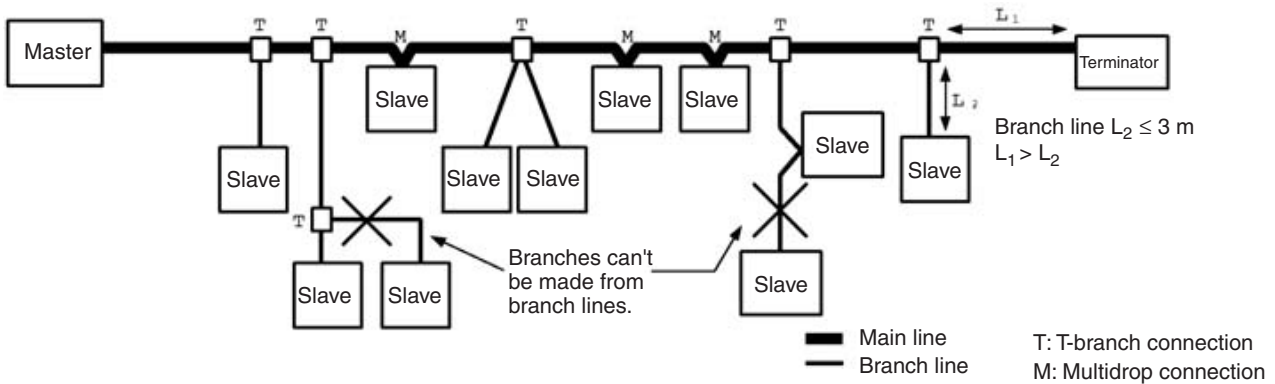 T T M T M M T T L₁
Master
Terminator
Slave Slave Slave
L₂
Branch line L₂ ≤ 3 m
L₁ > L₂
Slave
Slave Slave Slave Slave
T
Branches can't
be made from
branch lines.
Slave Slave Slave
Main line
Branch line
T: T-branch connection
M: Multidrop connection